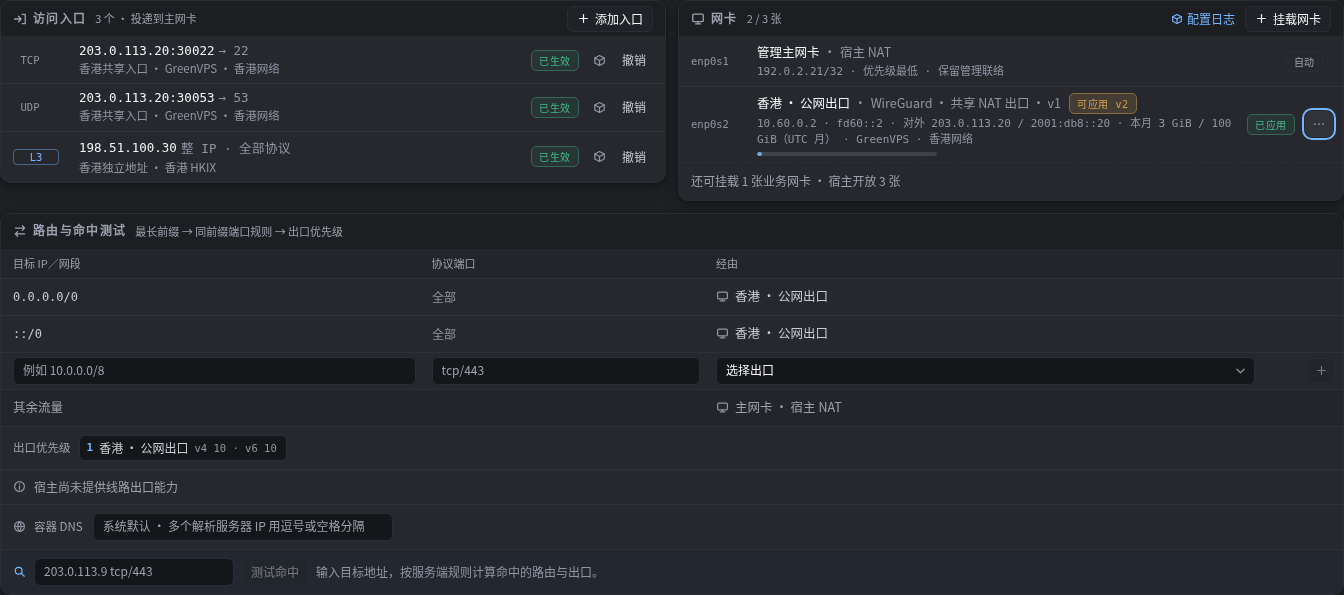 访问入口 3 个 · 投递到主网卡 + 添加入口
TCP 203.0.113.20:30022 → 22 已生效 撤销
香港共享入口 · GreenVPS · 香港网络
UDP 203.0.113.20:30053 → 53 已生效 撤销
香港共享入口 · GreenVPS · 香港网络
L3 198.51.100.30 整 IP · 全部协议 已生效 撤销
香港独立地址 · 香港 HKIX
网卡 2 / 3 张 配置日志 + 挂载网卡
enp0s1 管理主网卡 · 宿主 NAT 自动
192.0.2.21/32 · 优先级最低 · 保留管理联络
enp0s2 香港 · 公网出口 · WireGuard · 共享 NAT 出口 · v1 可应用 v2
10.60.0.2 · fd60::2 · 对外 203.0.113.20 / 2001:db8::20 · 本月 3 GiB / 100
GiB（UTC 月） · GreenVPS · 香港网络 已应用 ···
还可挂载 1 张业务网卡 · 宿主开放 3 张
路由与命中测试 最长前缀 → 同前缀端口规则 → 出口优先级
目标 IP／网段 协议端口 经由
0.0.0.0/0 全部 香港 · 公网出口
::/0 全部 香港 · 公网出口
例如 10.0.0.0/8 tcp/443 选择出口 +
其余流量 主网卡 · 宿主 NAT
出口优先级 1 香港 · 公网出口 v4 10 · v6 10
宿主尚未提供线路出口能力
容器 DNS 系统默认 · 多个解析服务器 IP 用逗号或空格分隔
203.0.113.9 tcp/443 测试命中 输入目标地址，按服务端规则计算命中的路由与出口。